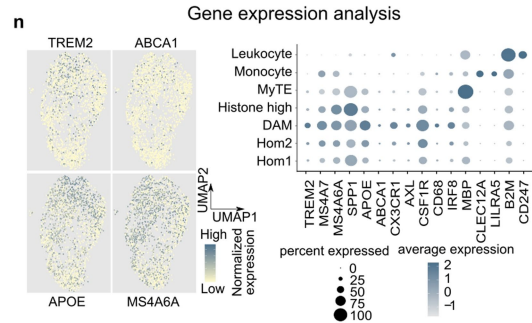 Gene expression analysis
n
TREM2 ABCA1
APOE MS4A6A
UMAP2
UMAP1
High
Low
Normalized
expression
Leukocyte
Monocyte
MyTE
Histone high
DAM
Hom2
Hom1
TREM2
MS4A7
MS4A6A
SPP1
APOE
ABCA1
CX3CR1
AXL
CSF1R
CD68
IRF8
MBP
CLEC12A
LILRA5
B2M
CD247
percent expressed
0
25
50
75
100
average expression
2
1
0
−1